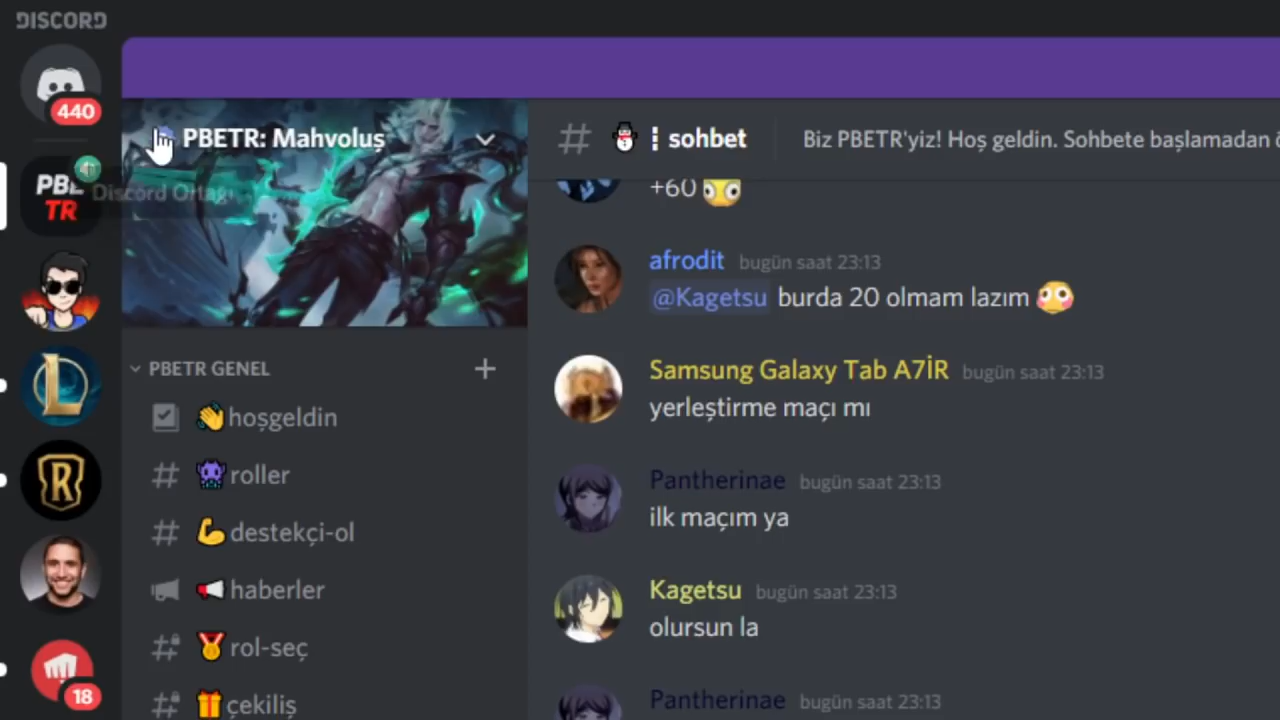 DISCORD
440
PBETR: Mahvoluş
⁝ sohbet
Biz PBETR'yiz! Hoş geldin. Sohbete başlamadan
PBE
TR
Discord Ortağı
+60
afrodit bugün saat 23:13
@Kagetsu burda 20 olmam lazım
PBETR GENEL
Samsung Galaxy Tab A7İR bugün saat 23:13
yerleştirme maçı mı
hoşgeldin
roller
Pantherinae bugün saat 23:13
ilk maçım ya
destekçi-ol
haberler
Kagetsu bugün saat 23:13
olursun la
rol-seç
18
çekiliş
Pantherinae bugün saat 23:13